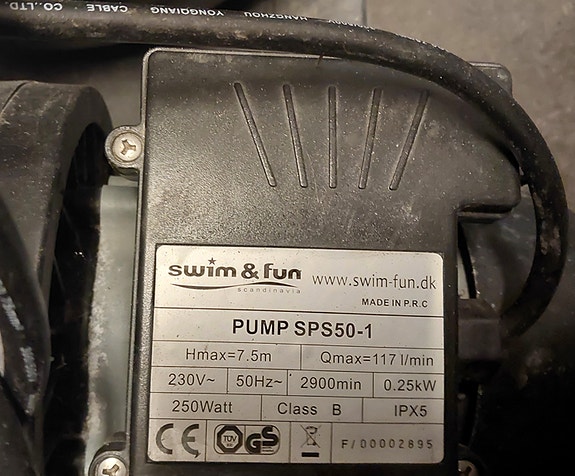 HANGZHOU YONGQIANG CABLE CO.,LTD.
swim & fun
scandinavia
www.swim-fun.dk
MADE IN P.R.C
PUMP SPS50-1
Hmax=7.5m Qmax=117 l/min
230V~ 50Hz~ 2900min 0.25kW
250Watt Class B IPX5
CE TÜV GS F/00002895